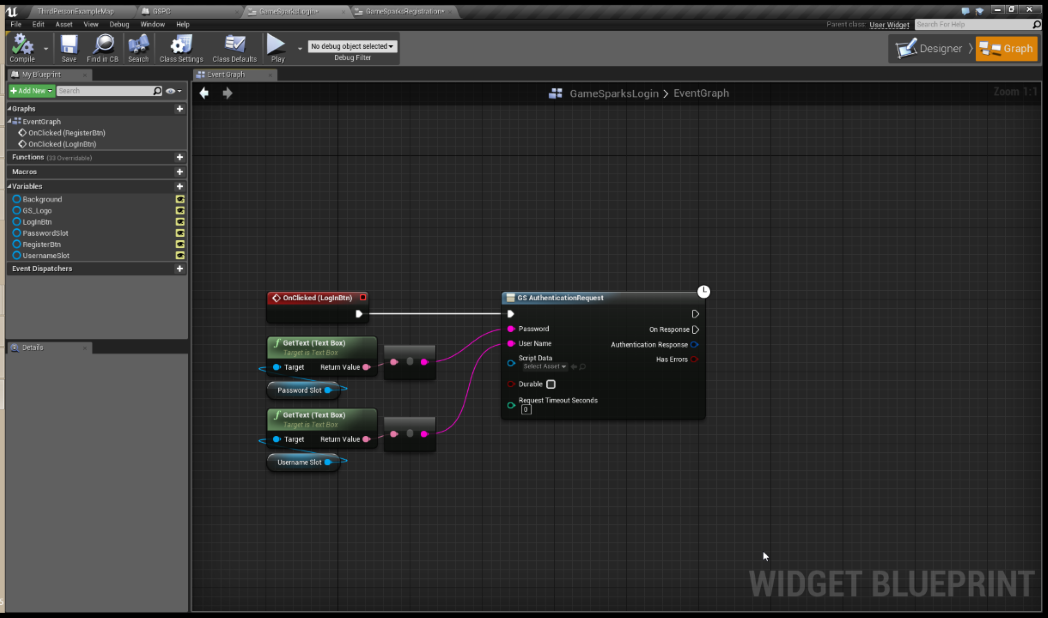 ThirdPersonExampleMap GSPC GameSparksLogin* GameSparksRegistration*
File Edit Asset View Debug Window Help Parent class: User Widget Search For Help
Compile Save Find in CB Search Class Settings Class Defaults Play No debug object selected Debug Filter Designer Graph
My Blueprint Event Graph
+ Add New Search
GameSparksLogin > EventGraph Zoom 1:1
Graphs
EventGraph
OnClicked (RegisterBtn)
OnClicked (LogInBtn)
Functions (33 Overridable)
Macros
Variables
Background
GS_Logo
LogInBtn
PasswordSlot
RegisterBtn
UsernameSlot
Event Dispatchers
Details
OnClicked (LogInBtn)
GetText (Text Box)
Target is Text Box
Target Return Value
Password Slot
GetText (Text Box)
Target is Text Box
Target Return Value
Username Slot
GS AuthenticationRequest
Password On Response
User Name Authentication Response
Script Data Has Errors
Select Asset
Durable
Request Timeout Seconds
0
WIDGET BLUEPRINT